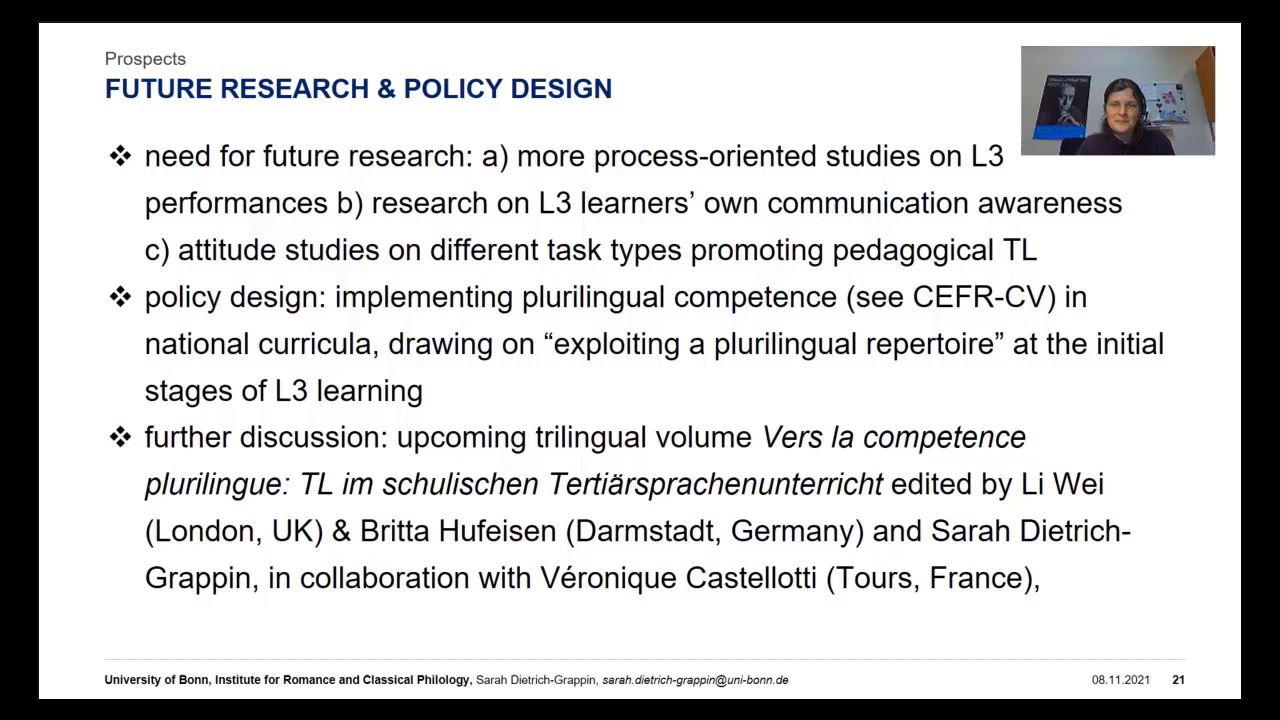 Prospects
FUTURE RESEARCH & POLICY DESIGN
❖ need for future research: a) more process-oriented studies on L3
performances b) research on L3 learners’ own communication awareness
c) attitude studies on different task types promoting pedagogical TL
❖ policy design: implementing plurilingual competence (see CEFR-CV) in
national curricula, drawing on “exploiting a plurilingual repertoire” at the initial
stages of L3 learning
❖ further discussion: upcoming trilingual volume Vers la competence
plurilingue: TL im schulischen Tertiärsprachenunterricht edited by Li Wei
(London, UK) & Britta Hufeisen (Darmstadt, Germany) and Sarah Dietrich-
Grappin, in collaboration with Véronique Castellotti (Tours, France),
University of Bonn, Institute for Romance and Classical Philology, Sarah Dietrich-Grappin, sarah.dietrich-grappin@uni-bonn.de
08.11.2021 21